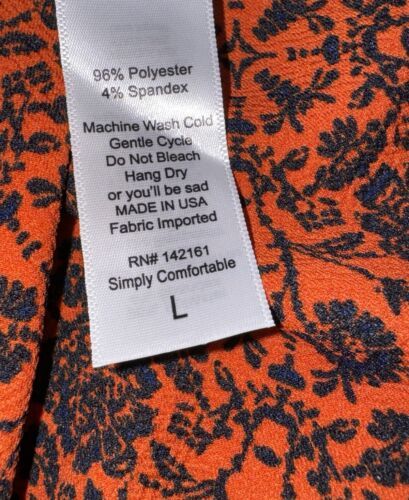 96% Polyester
4% Spandex
Machine Wash Cold
Gentle Cycle
Do Not Bleach
Hang Dry
or you'll be sad
MADE IN USA
Fabric Imported
RN# 142161
Simply Comfortable
L